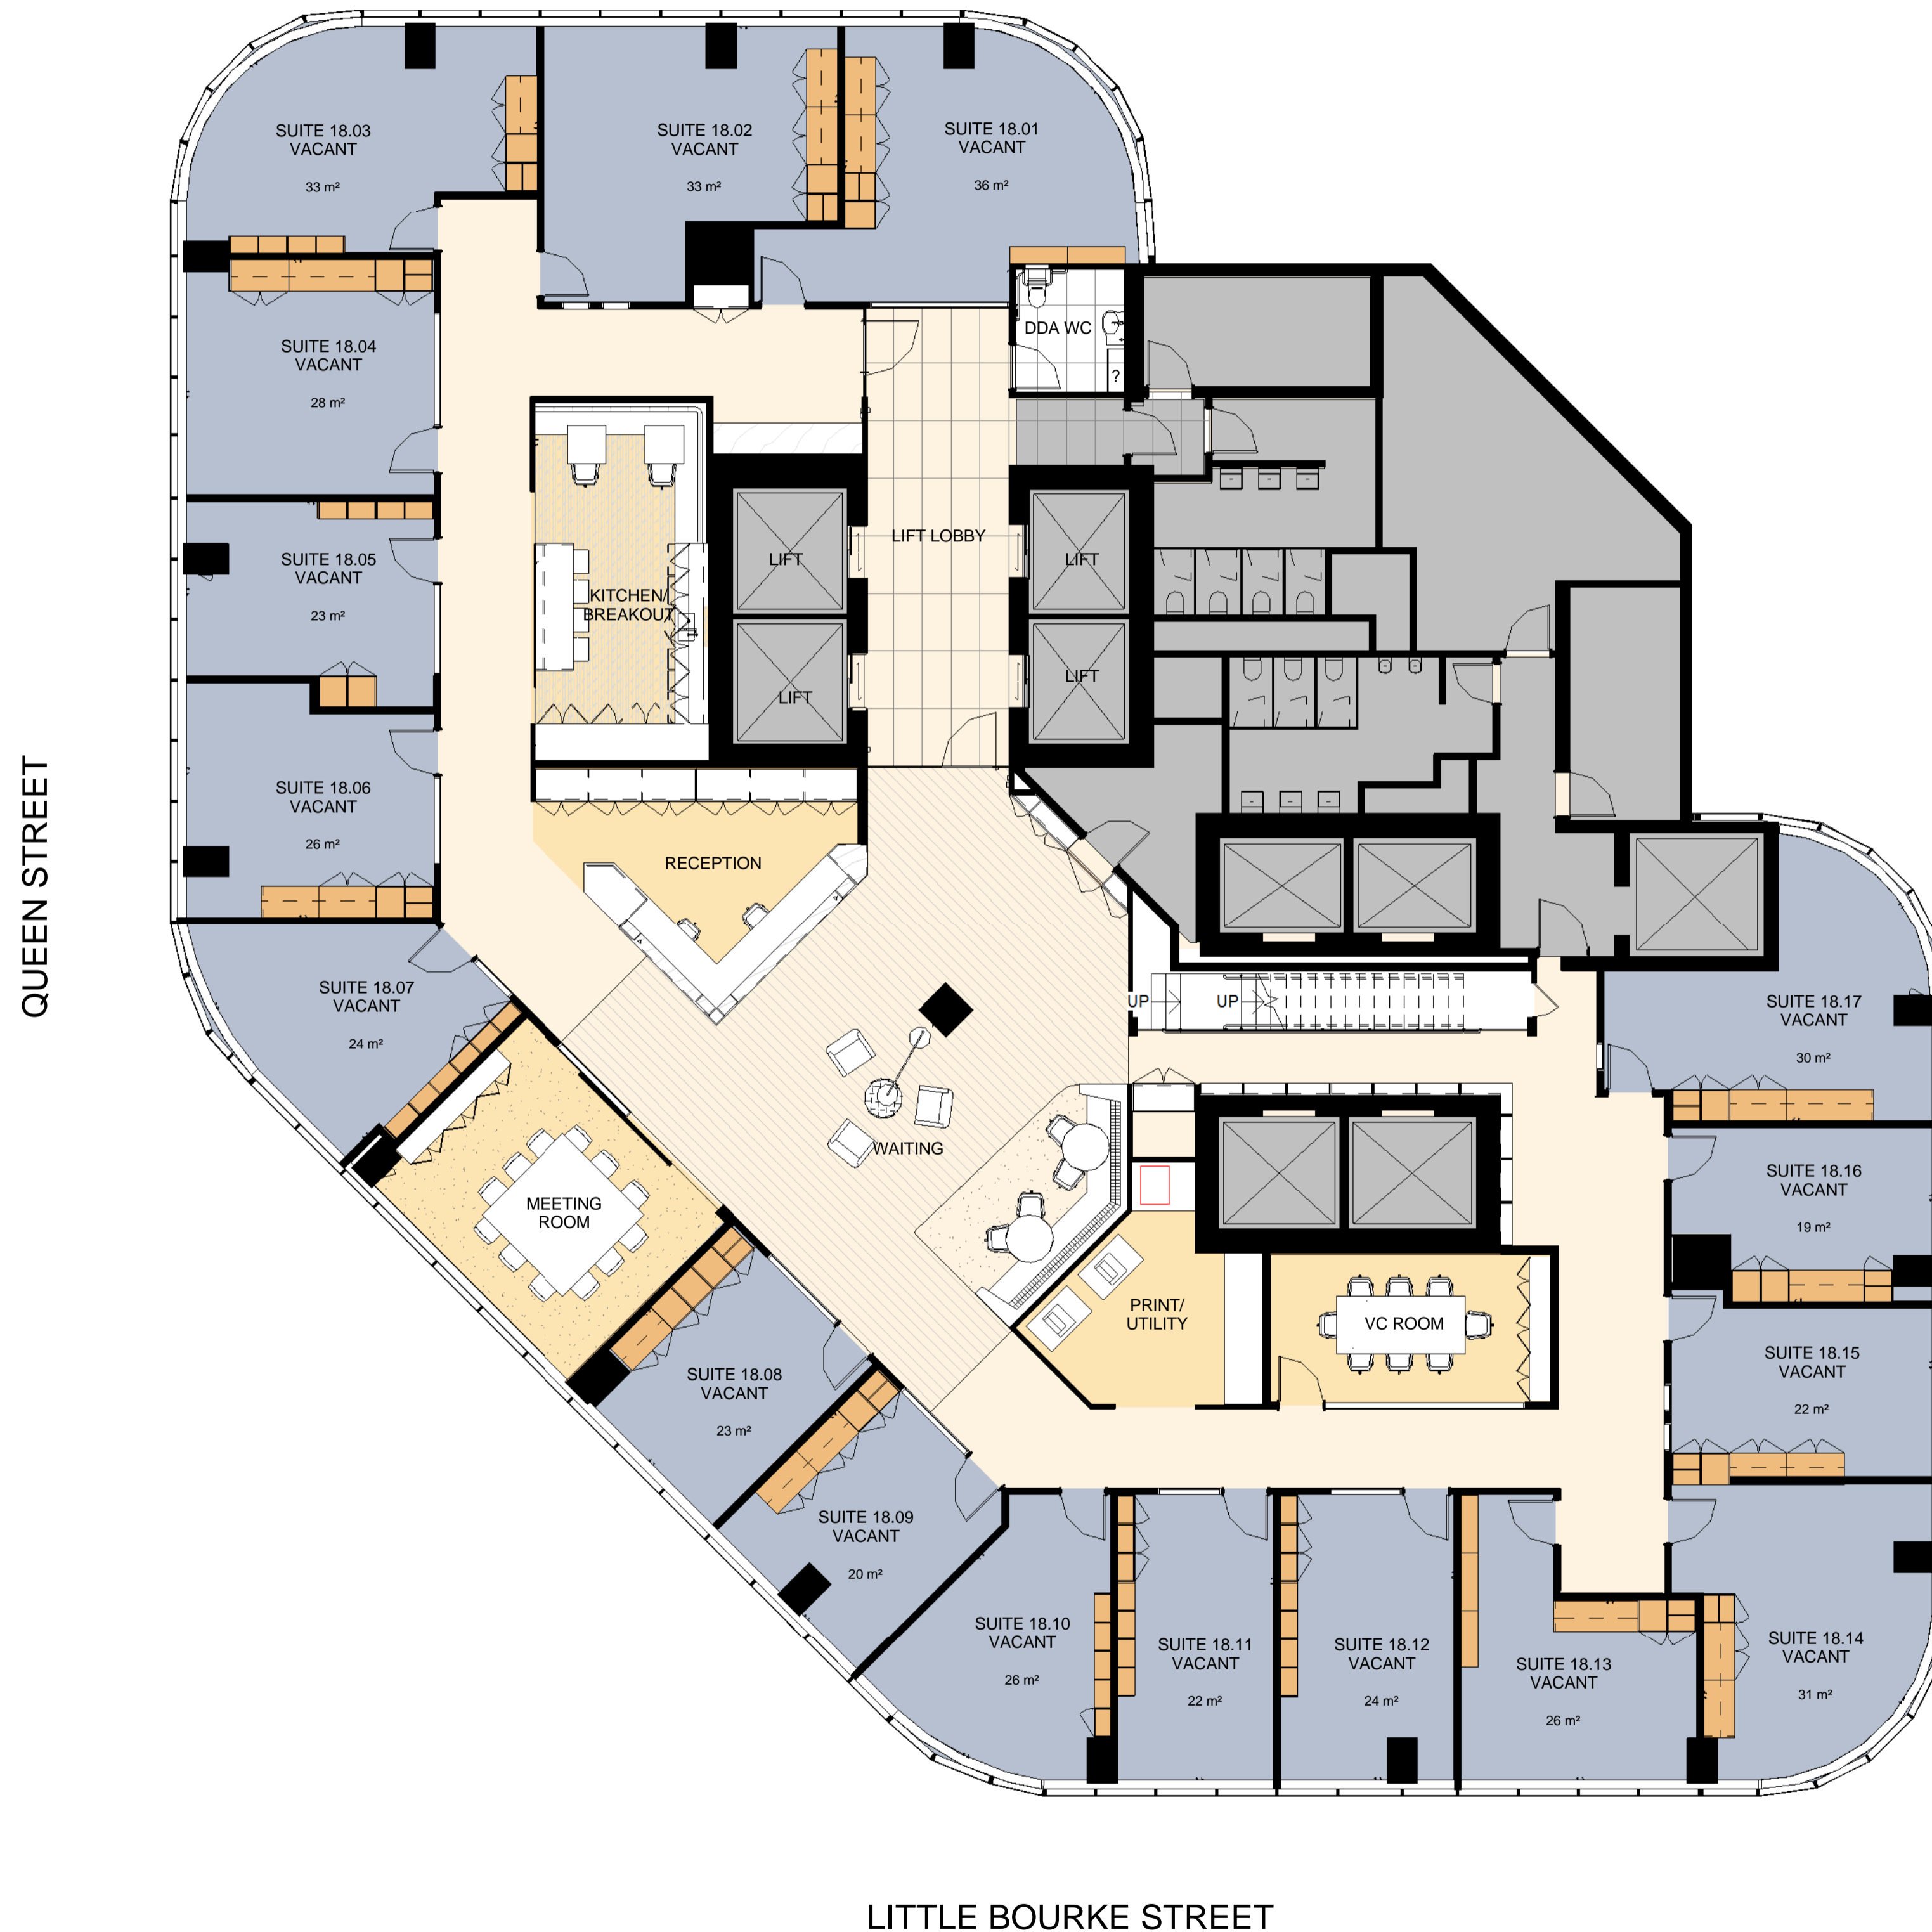 SUITE 18.03
VACANT
33 m²
SUITE 18.02
VACANT
33 m²
SUITE 18.01
VACANT
36 m²
SUITE 18.04
VACANT
28 m²
DDA WC
?
SUITE 18.05
VACANT
23 m²
KITCHEN/
BREAKOUT
LIFT
LIFT
LIFT LOBBY
LIFT
LIFT
SUITE 18.06
VACANT
26 m²
RECEPTION
QUEEN STREET
SUITE 18.07
VACANT
24 m²
UP
UP
SUITE 18.17
VACANT
30 m²
WAITING
MEETING
ROOM
SUITE 18.16
VACANT
19 m²
PRINT/
UTILITY
VC ROOM
SUITE 18.15
VACANT
22 m²
SUITE 18.08
VACANT
23 m²
SUITE 18.09
VACANT
20 m²
SUITE 18.10
VACANT
26 m²
SUITE 18.11
VACANT
22 m²
SUITE 18.12
VACANT
24 m²
SUITE 18.13
VACANT
26 m²
SUITE 18.14
VACANT
31 m²
LITTLE BOURKE STREET